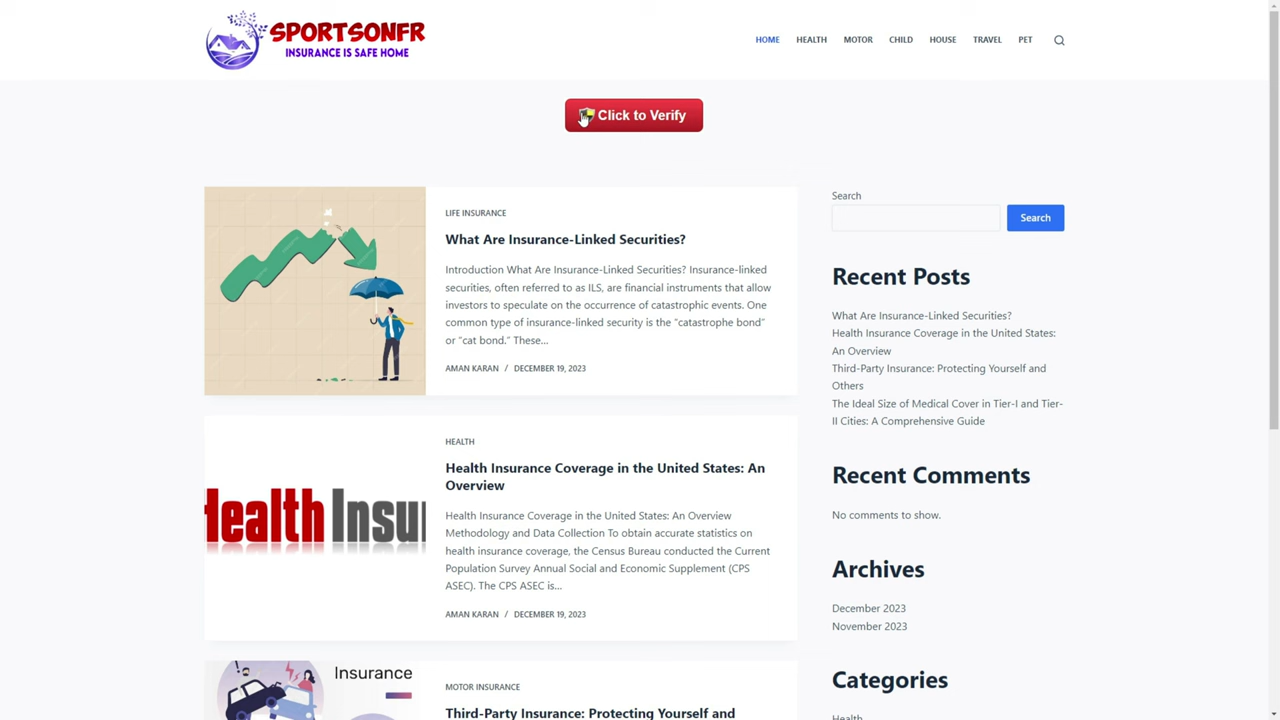 SPORTSONFR
INSURANCE IS SAFE HOME
HOME HEALTH MOTOR CHILD HOUSE TRAVEL PET
Click to Verify
LIFE INSURANCE
What Are Insurance-Linked Securities?
Introduction What Are Insurance-Linked Securities? Insurance-linked
securities, often referred to as ILS, are financial instruments that allow
investors to speculate on the occurrence of catastrophic events. One
common type of insurance-linked security is the “catastrophe bond”
or “cat bond.” These…
AMAN KARAN / DECEMBER 19, 2023
HEALTH
Health Insurance Coverage in the United States: An
Overview
Health Insurance Coverage in the United States: An Overview
Methodology and Data Collection To obtain accurate statistics on
health insurance coverage, the Census Bureau conducted the Current
Population Survey Annual Social and Economic Supplement (CPS
ASEC). The CPS ASEC is…
AMAN KARAN / DECEMBER 19, 2023
Health Insu
Insurance
MOTOR INSURANCE
Third-Party Insurance: Protecting Yourself and
Search
Search
Recent Posts
What Are Insurance-Linked Securities?
Health Insurance Coverage in the United States:
An Overview
Third-Party Insurance: Protecting Yourself and
Others
The Ideal Size of Medical Cover in Tier-I and Tier-
II Cities: A Comprehensive Guide
Recent Comments
No comments to show.
Archives
December 2023
November 2023
Categories
Health